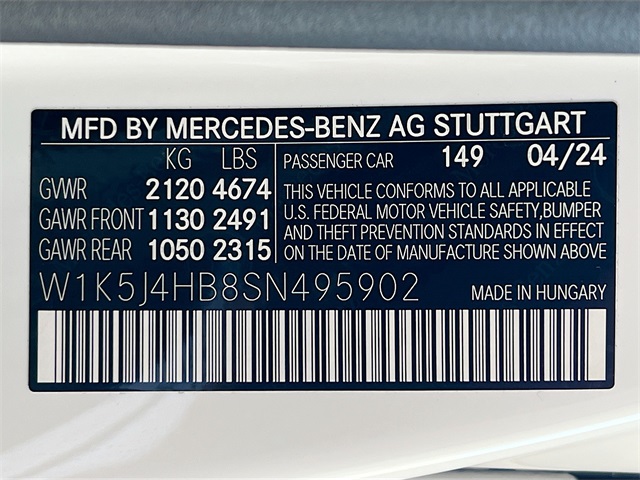 MFD BY MERCEDES-BENZ AG STUTTGART
KG LBS PASSENGER CAR 149 04/24
GVWR 2120 4674
GAWR FRONT 1130 2491
GAWR REAR 1050 2315
THIS VEHICLE CONFORMS TO ALL APPLICABLE
U.S. FEDERAL MOTOR VEHICLE SAFETY,BUMPER
AND THEFT PREVENTION STANDARDS IN EFFECT
ON THE DATE OF MANUFACTURE SHOWN ABOVE
W1K5J4HB8SN495902 MADE IN HUNGARY